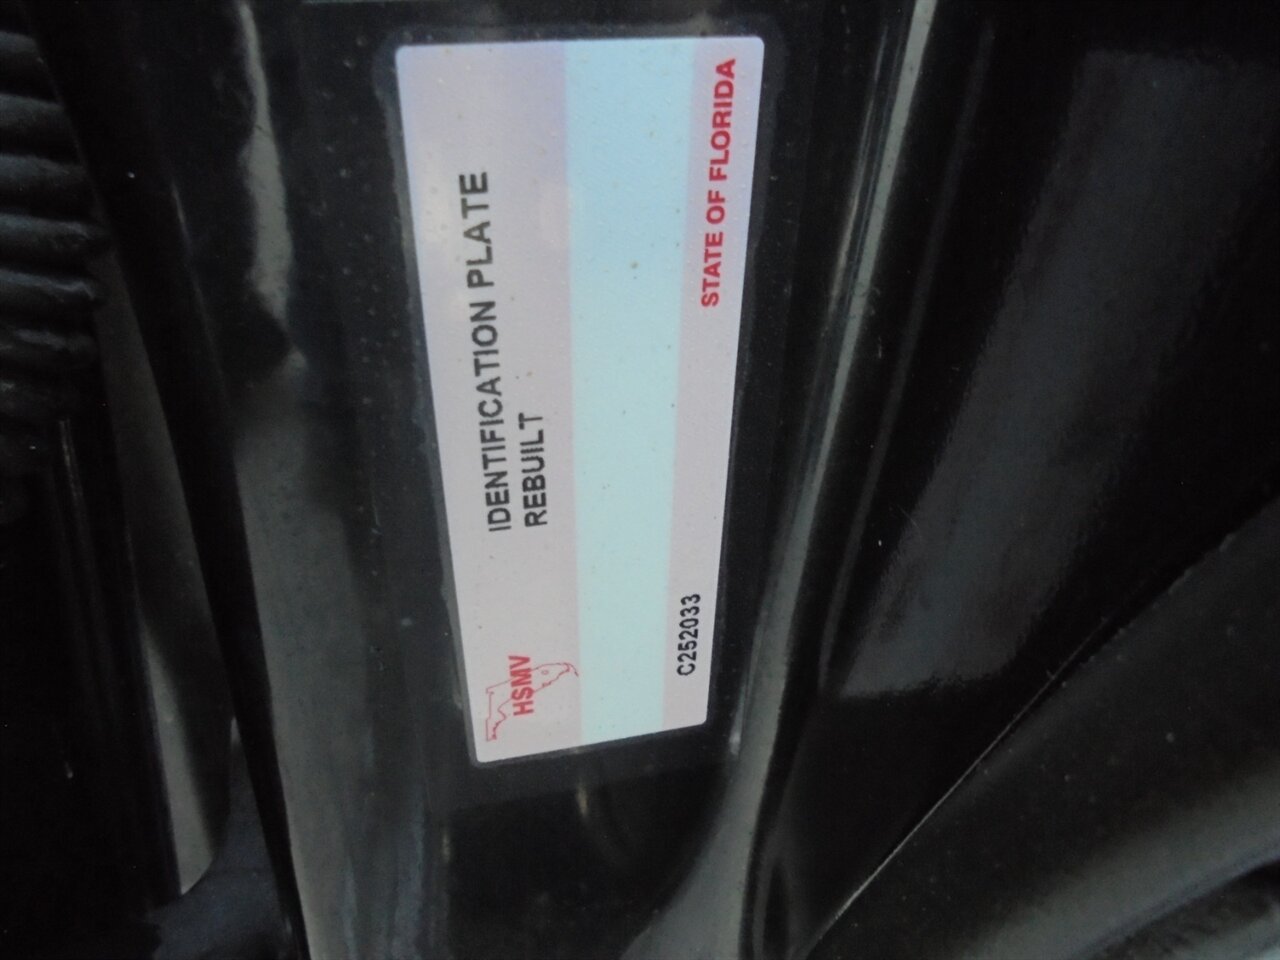 IDENTIFICATION PLATE
REBUILT
HSMV
C252033
STATE OF FLORIDA